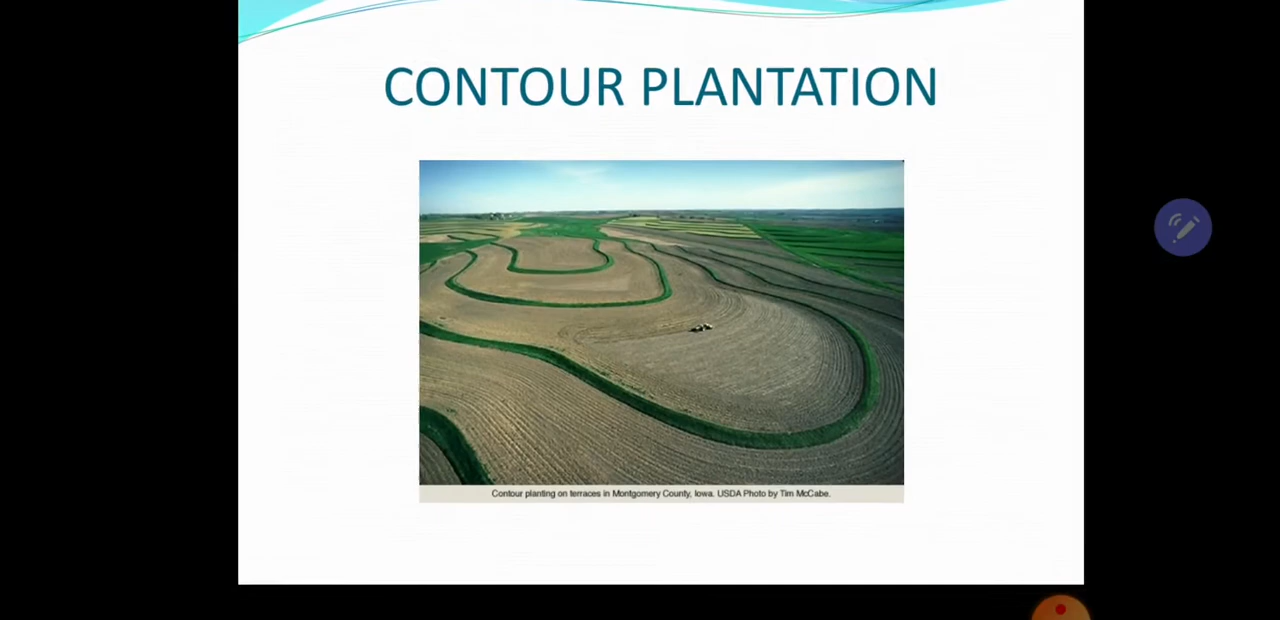 CONTOUR PLANTATION
Contour planting on terraces in Montgomery County, Iowa. USDA Photo by Tim McCabe.